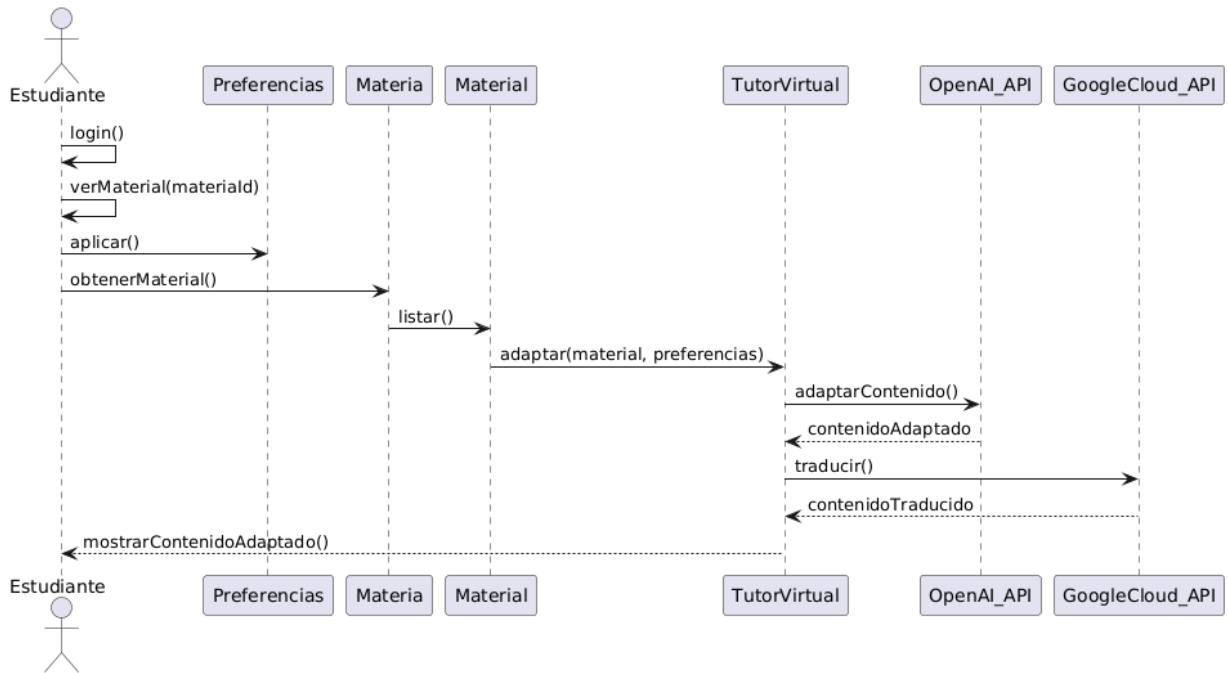 Estudiante
Preferencias
Materia
Material
TutorVirtual
OpenAI_API
GoogleCloud_API
login()
verMaterial(materiaId)
aplicar()
obtenerMaterial()
listar()
adaptar(material, preferencias)
adaptarContenido()
contenidoAdaptado
traducir()
contenidoTraducido
mostrarContenidoAdaptado()
Estudiante
Preferencias
Materia
Material
TutorVirtual
OpenAI_API
GoogleCloud_API